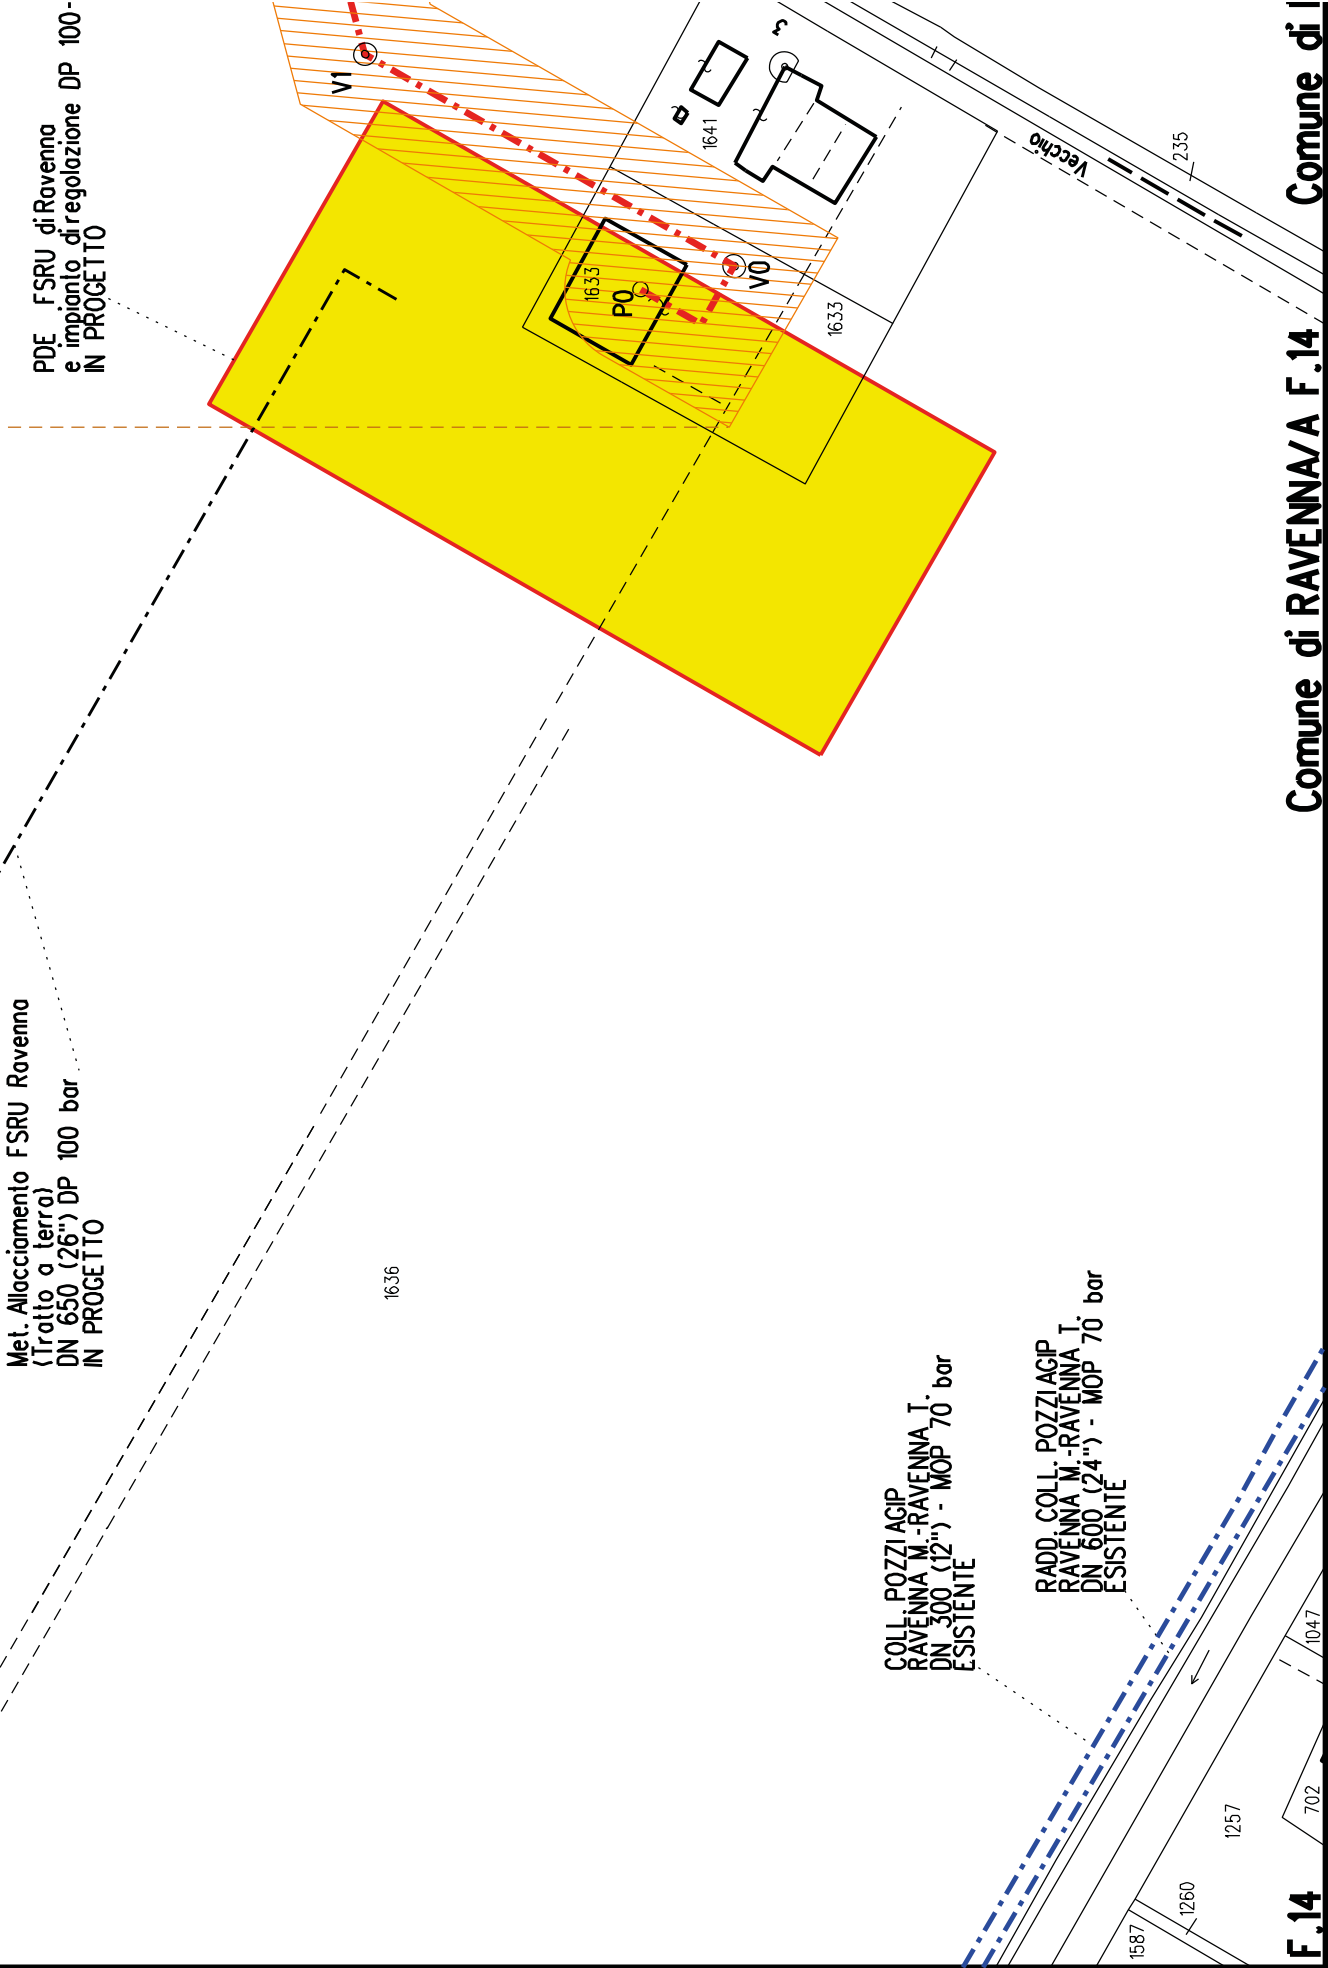 PDE FSRU di Ravenna
e impianto di regolazione DP 100-
IN PROGETTO
V1
3
1641
Vecchio
235
Comune di
1633
P0
V0
1633
Comune di RAVENNA/A F.14
Met. Allacciamento FSRU Ravenna
(Tratto a terra)
DN 650 (26") DP 100 bar
IN PROGETTO
1636
COLL. POZZI AGIP
RAVENNA M.-RAVENNA T.
DN 300 (12") - MOP 70 bar
ESISTENTE
RADD. COLL. POZZI AGIP
RAVENNA M.-RAVENNA T.
DN 600 (24") - MOP 70 bar
ESISTENTE
1047
702
1257
1260
1587
F.14